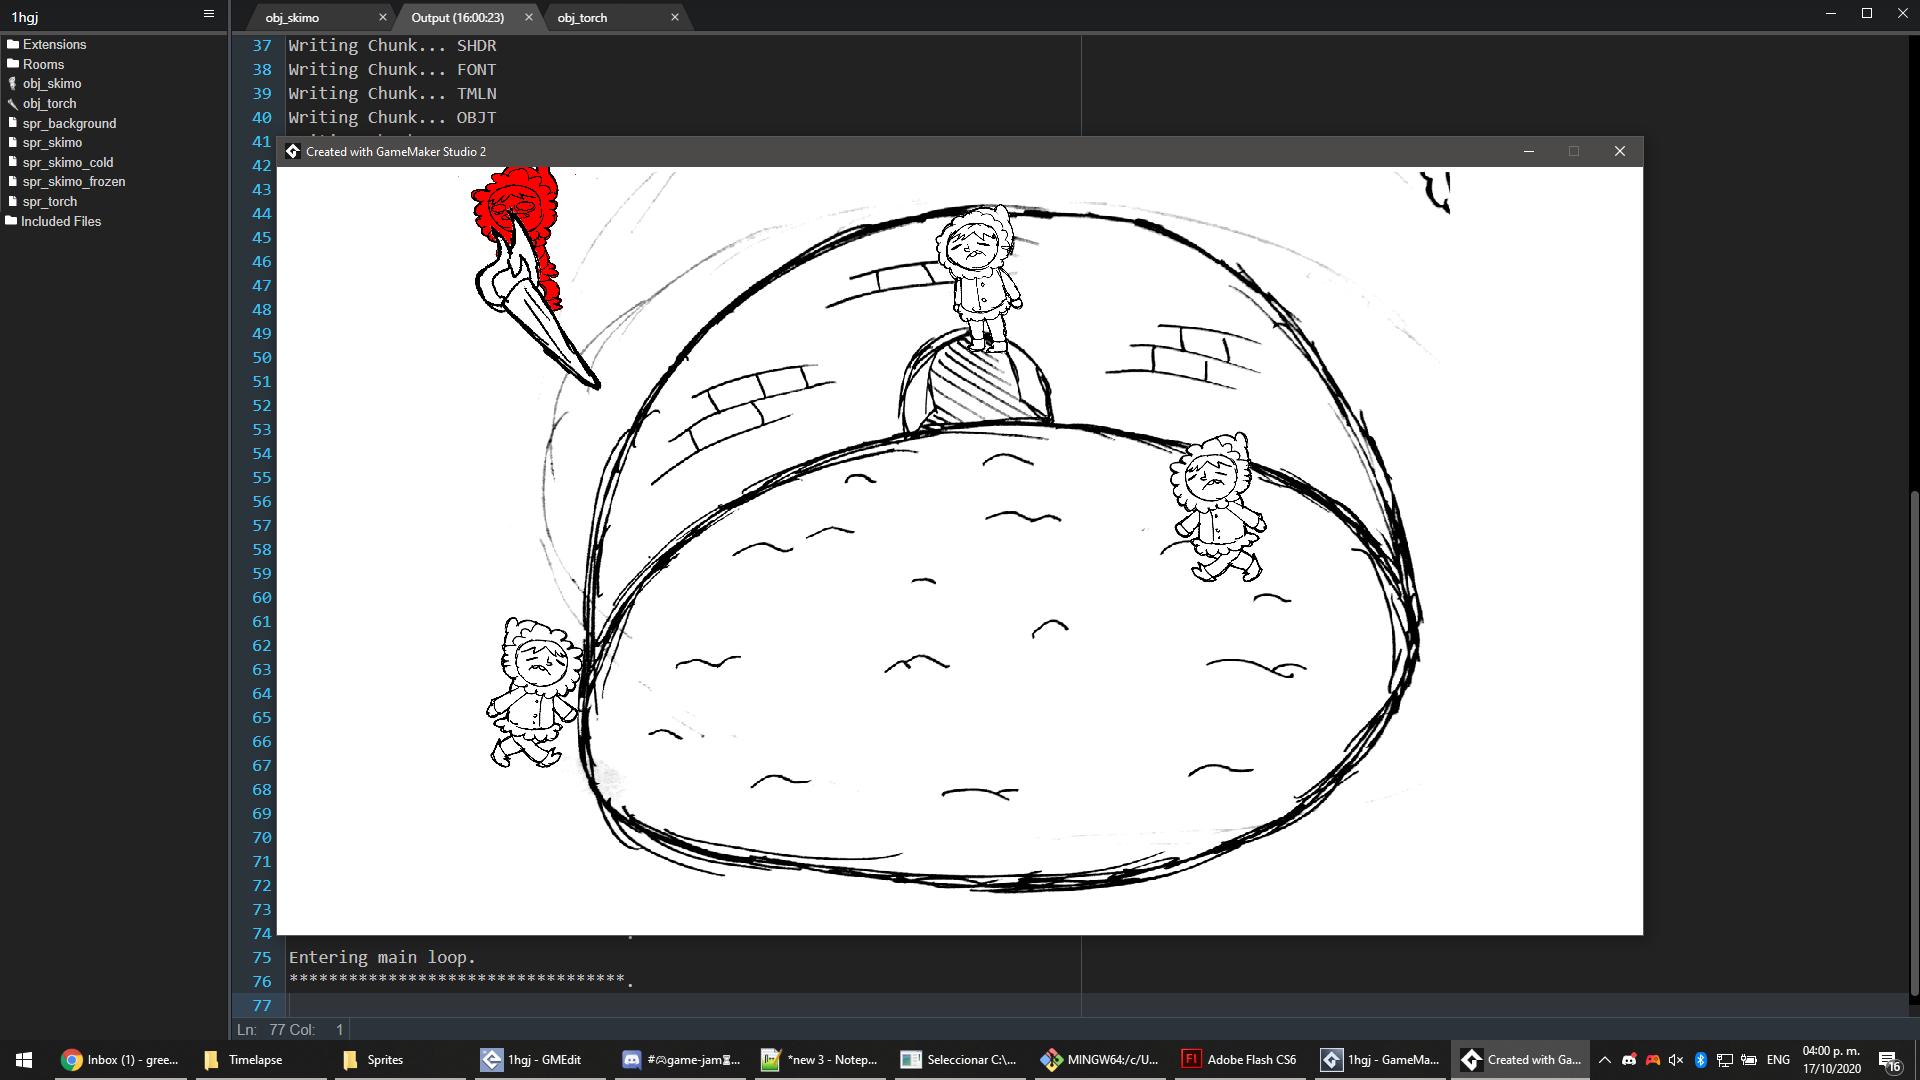 1hgj
obj_skimo
Output (16:00:23)
obj_torch
Extensions
Rooms
obj_skimo
obj_torch
spr_background
spr_skimo
spr_skimo_cold
spr_skimo_frozen
spr_torch
Included Files
37 Writing Chunk... SHDR
38 Writing Chunk... FONT
39 Writing Chunk... TMLN
40 Writing Chunk... OBJT
41
42
43
44
45
46
47
48
49
50
51
52
53
54
55
56
57
58
59
60
61
62
63
64
65
66
67
68
69
70
71
72
73
74
75 Entering main loop.
76 **********************************.
77
Created with GameMaker Studio 2
Ln: 77 Col: 1
Inbox (1) - gree...
Timelapse
Sprites
1hgj - GMEdit
*new 3 - Notep...
Seleccionar C:\...
MINGW64:/c/U...
Adobe Flash CS6
1hgj - GameMa...
Created with Ga...
ENG
04:00 p. m.
17/10/2020
16